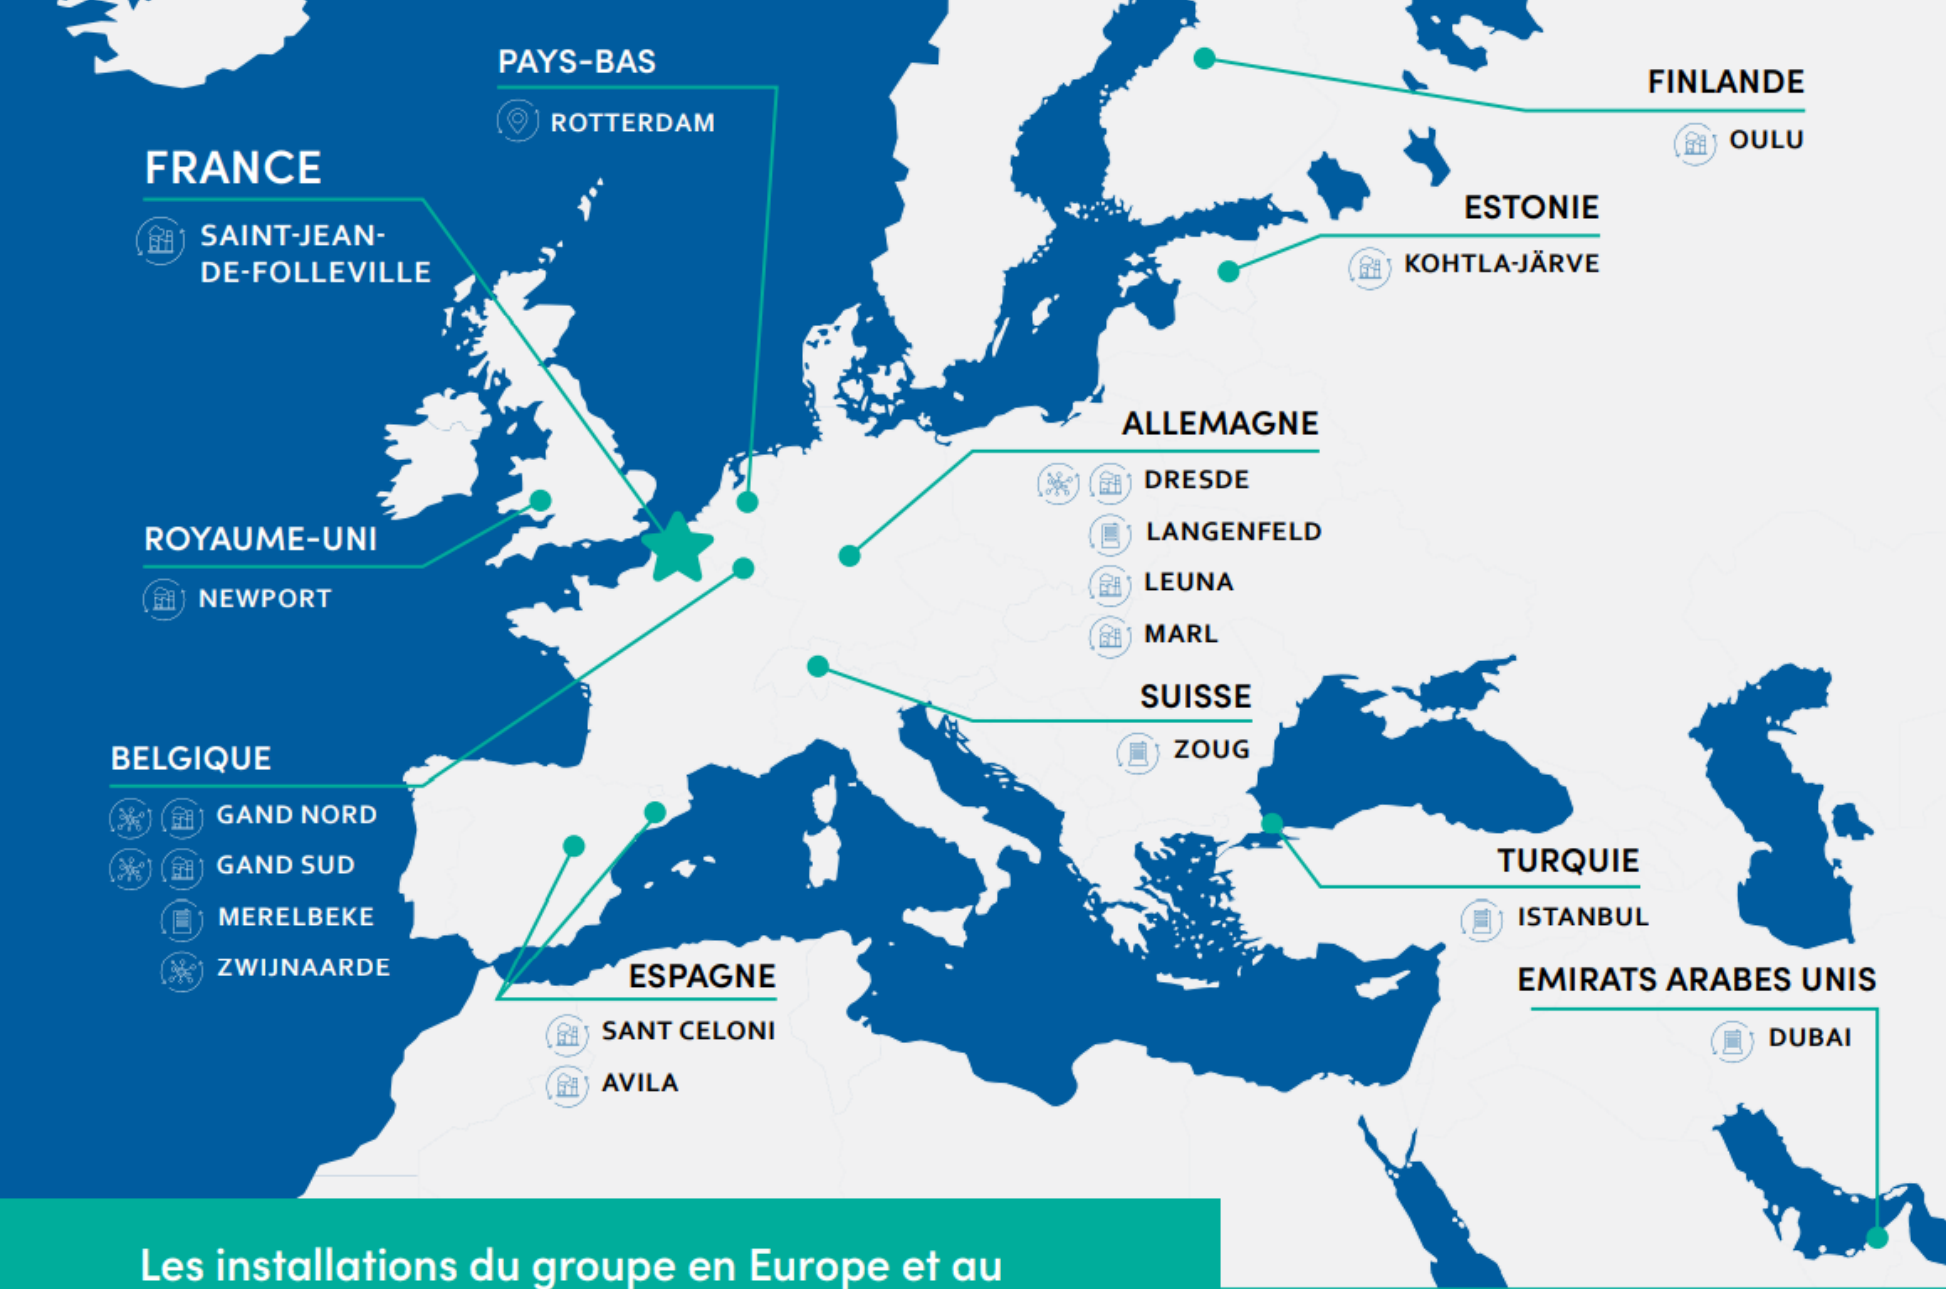 PAYS-BAS
ROTTERDAM
FRANCE
SAINT-JEAN-
DE-FOLLEVILLE
FINLANDE
OULU
ESTONIE
KOHTLA-JÄRVE
ALLEMAGNE
DRESDE
LANGENFELD
LEUNA
MARL
ROYAUME-UNI
NEWPORT
SUISSE
ZOUG
BELGIQUE
GAND NORD
GAND SUD
MERELBEKE
ZWIJNAARDE
TURQUIE
ISTANBUL
ESPAGNE
SANT CELONI
AVILA
EMIRATS ARABES UNIS
DUBAI
Les installations du groupe en Europe et au